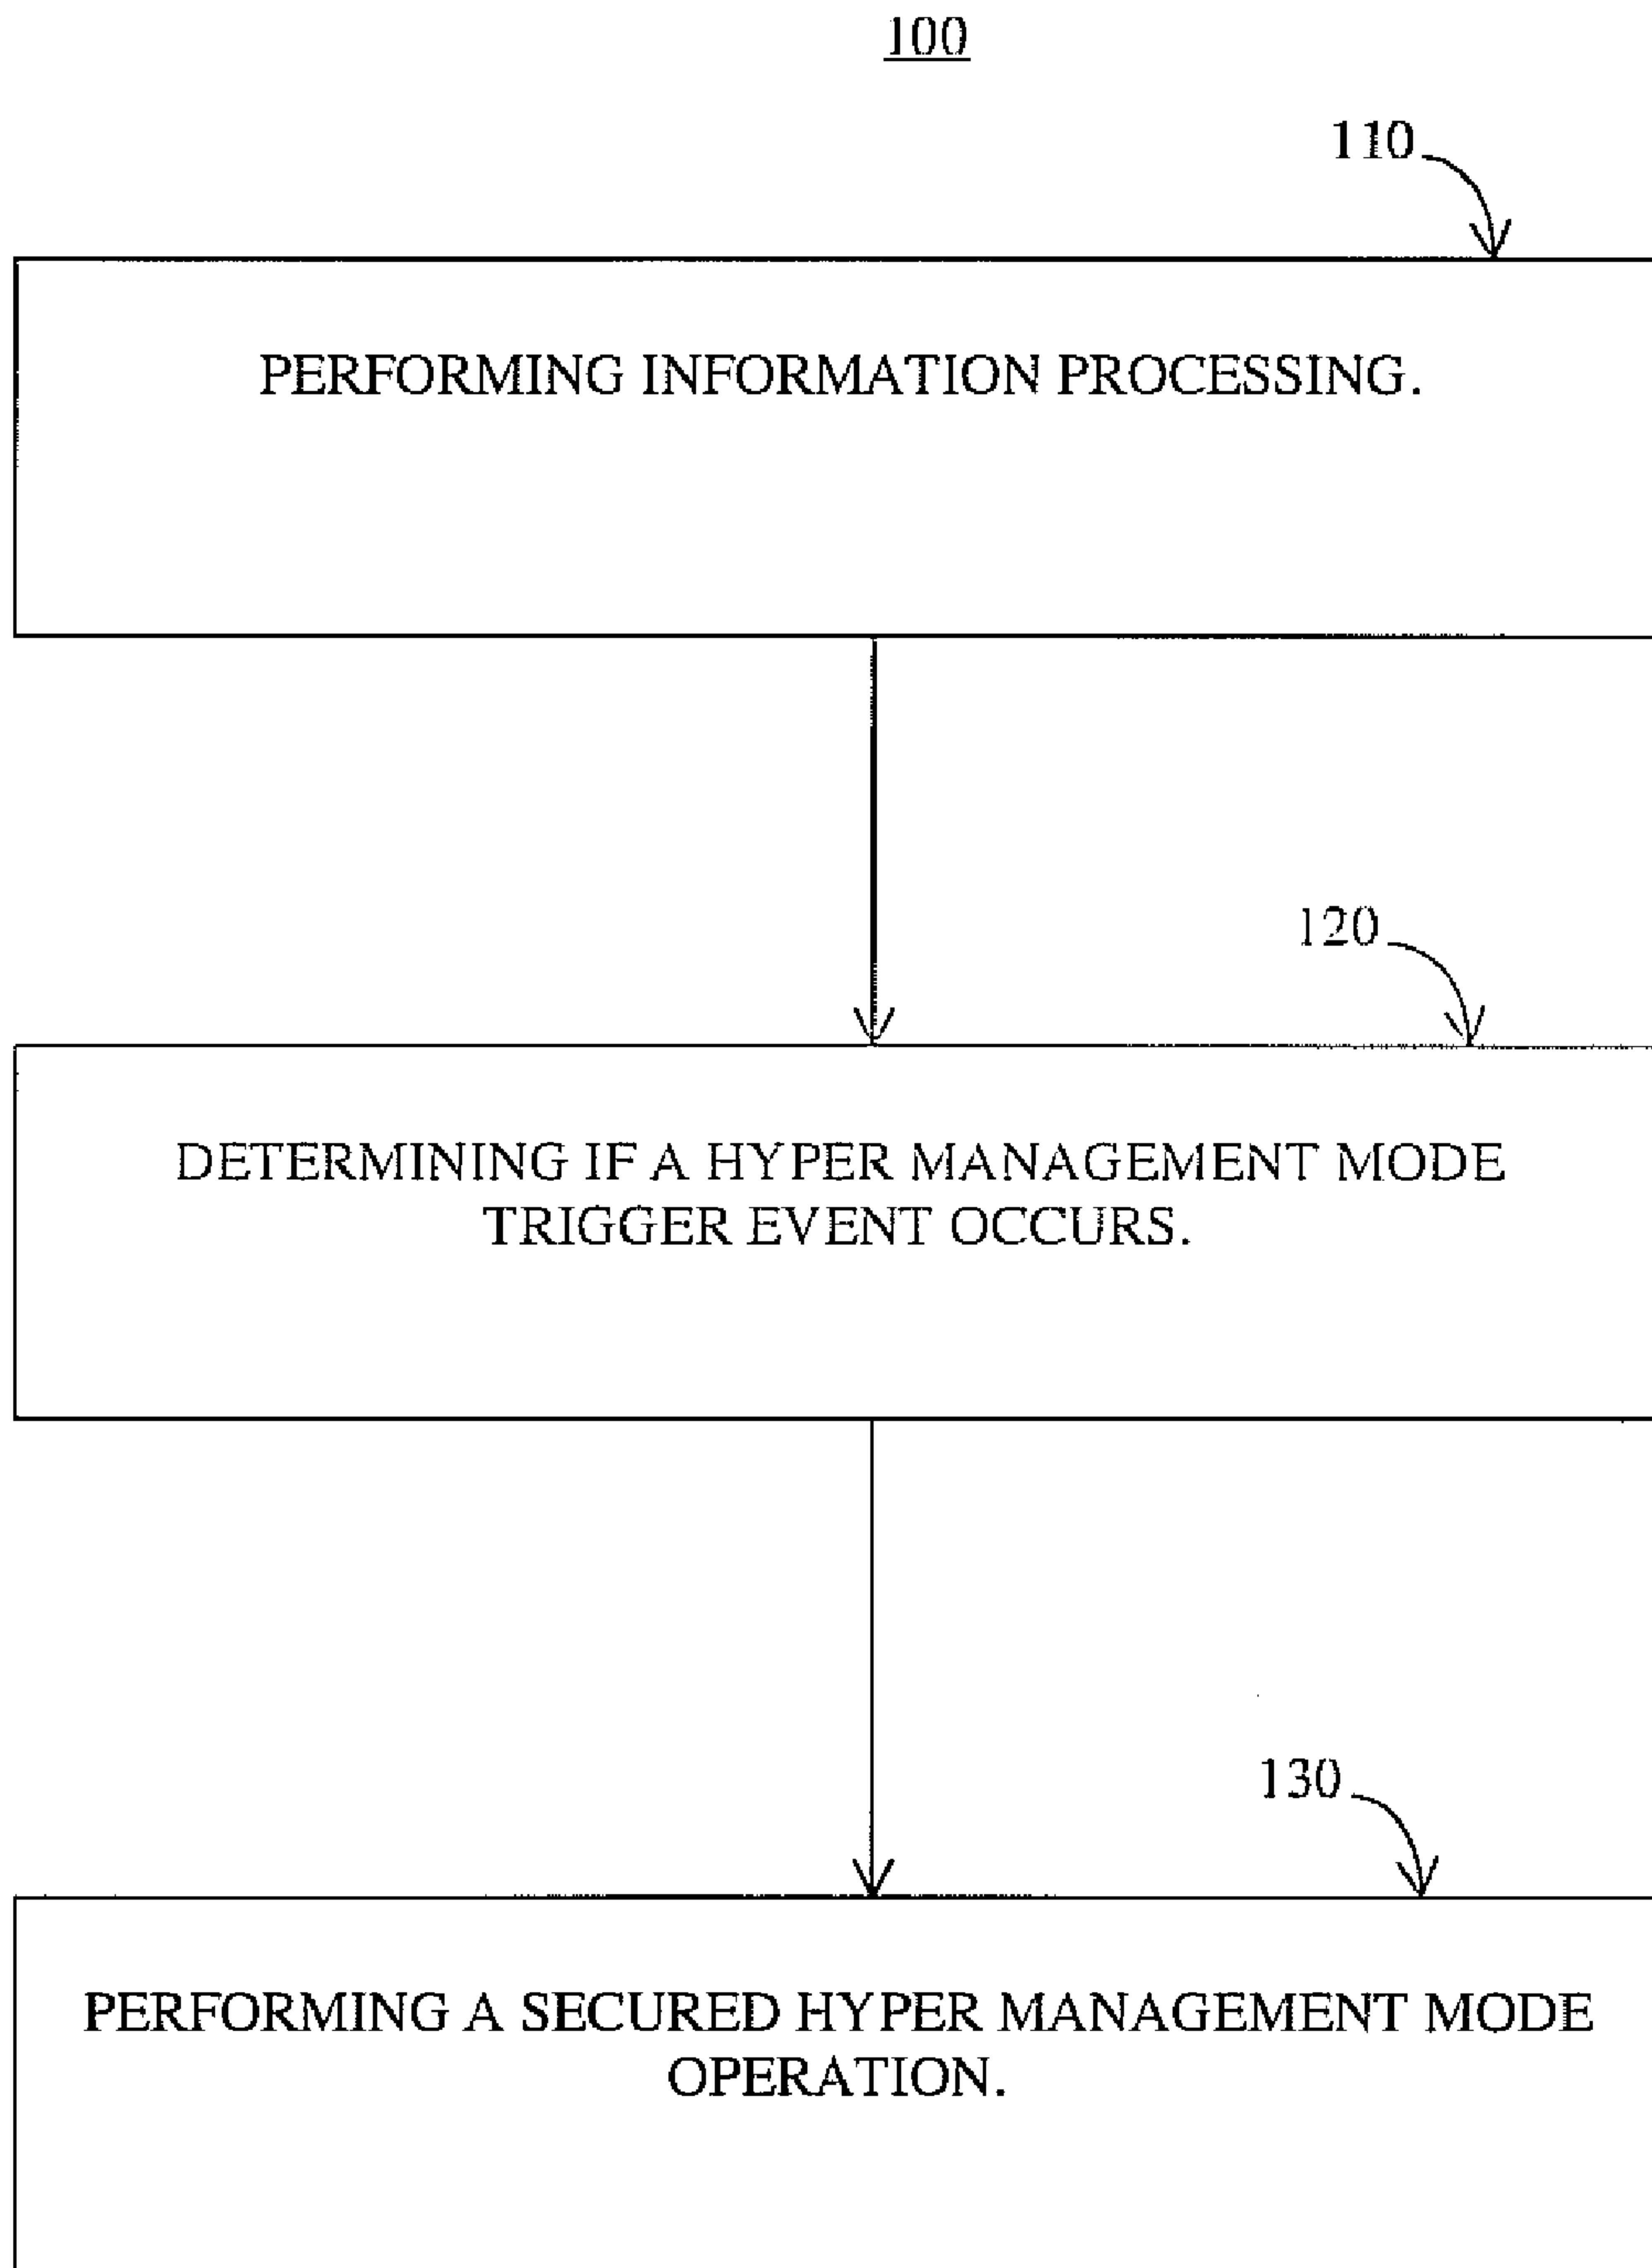 100
110
PERFORMING INFORMATION PROCESSING.
120
DETERMINING IF A HYPER MANAGEMENT MODE
TRIGGER EVENT OCCURS.
130
PERFORMING A SECURED HYPER MANAGEMENT MODE
OPERATION.